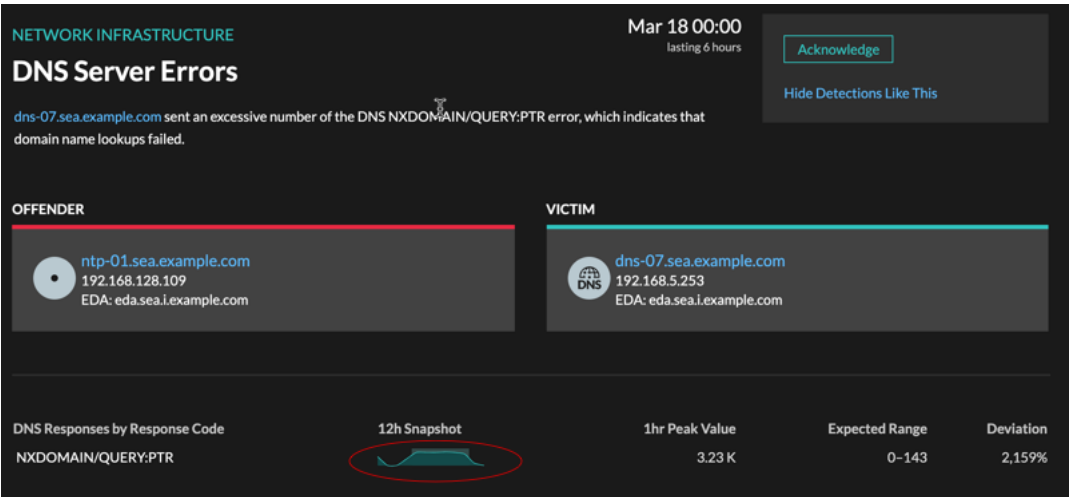 NETWORK INFRASTRUCTURE
DNS Server Errors
Mar 18 00:00
lasting 6 hours
Acknowledge
Hide Detections Like This
dns-07.sea.example.com sent an excessive number of the DNS NXDOMAIN/QUERY:PTR error, which indicates that
domain name lookups failed.
OFFENDER
ntp-01.sea.example.com
192.168.128.109
EDA: eda.sea.i.example.com
VICTIM
DNS
dns-07.sea.example.com
192.168.5.253
EDA: eda.sea.i.example.com
DNS Responses by Response Code 12h Snapshot 1hr Peak Value Expected Range Deviation
NXDOMAIN/QUERY:PTR 3.23 K 0–143 2,159%